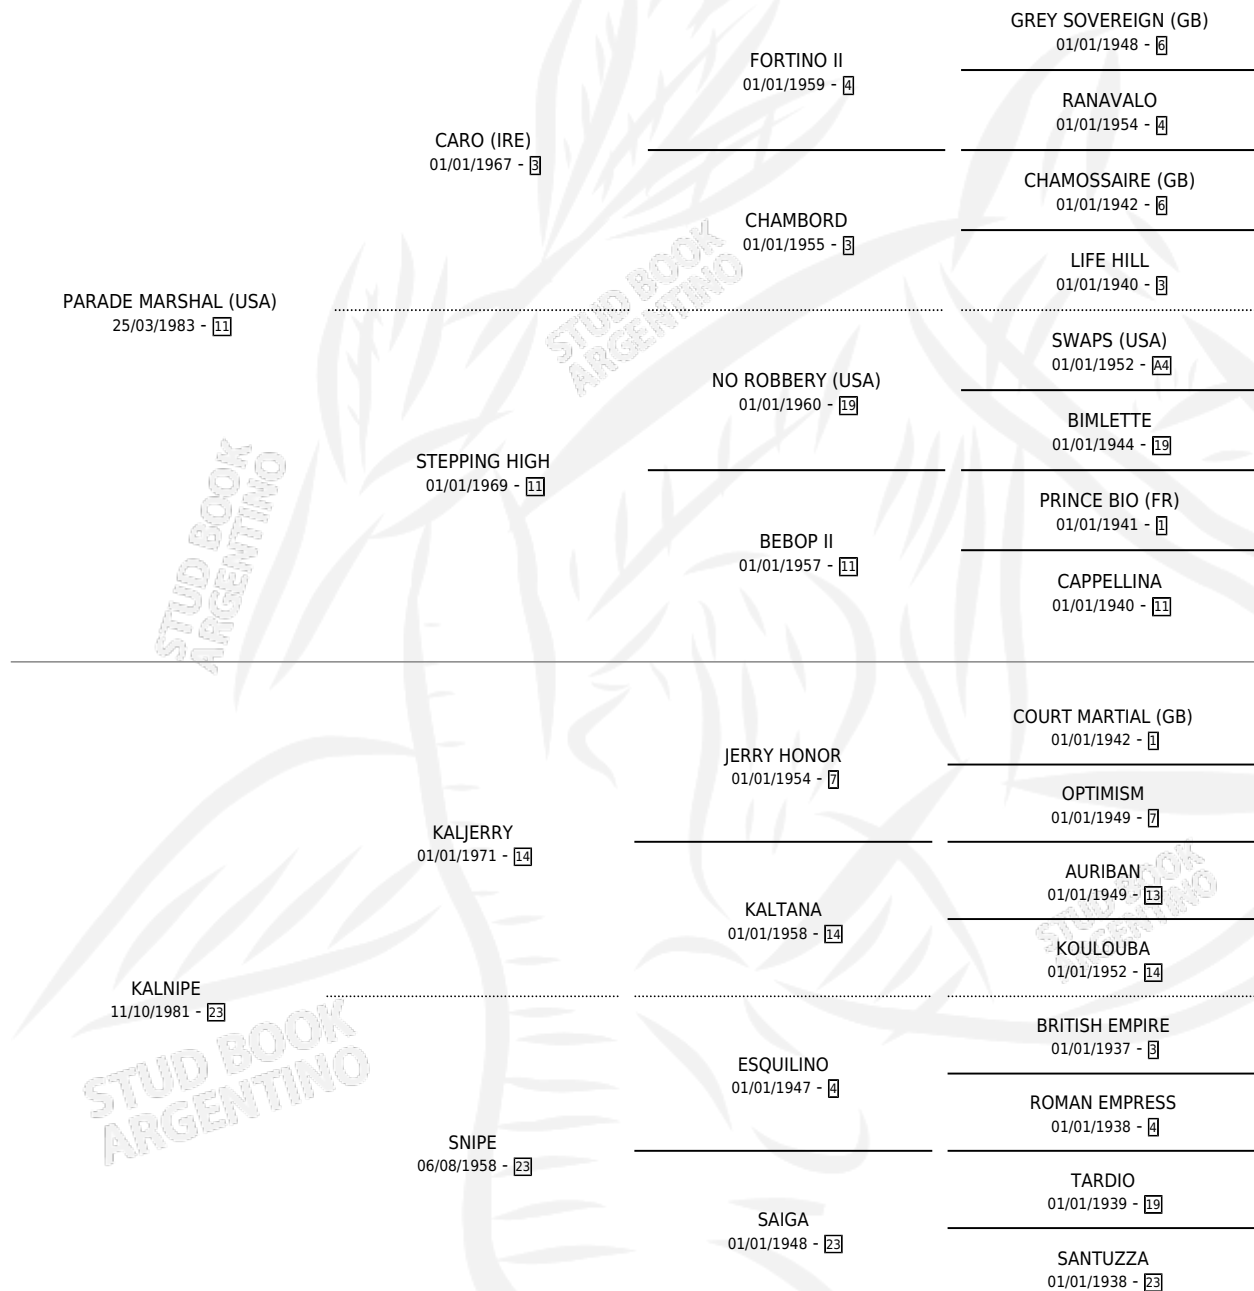 GREY SOVEREIGN (GB)
01/01/1948 - 6
FORTINO II
01/01/1959 - 4
RANAVALO
01/01/1954 - 4
CARO (IRE)
01/01/1967 - 3
CHAMOSSAIRE (GB)
01/01/1942 - 6
CHAMBORD
01/01/1955 - 3
LIFE HILL
01/01/1940 - 3
PARADE MARSHAL (USA)
25/03/1983 - 11
SWAPS (USA)
01/01/1952 - A4
NO ROBBERY (USA)
01/01/1960 - 19
BIMLETTE
01/01/1944 - 19
STEPPING HIGH
01/01/1969 - 11
PRINCE BIO (FR)
01/01/1941 - 1
BEBOP II
01/01/1957 - 11
CAPPELLINA
01/01/1940 - 11
COURT MARTIAL (GB)
01/01/1942 - 1
JERRY HONOR
01/01/1954 - 7
OPTIMISM
01/01/1949 - 7
KALJERRY
01/01/1971 - 14
AURIBAN
01/01/1949 - 13
KALTANA
01/01/1958 - 14
KOULOUBA
01/01/1952 - 14
KALNIPE
11/10/1981 - 23
BRITISH EMPIRE
01/01/1937 - 3
ESQUILINO
01/01/1947 - 4
ROMAN EMPRESS
01/01/1938 - 4
SNIPE
06/08/1958 - 23
TARDIO
01/01/1939 - 19
SAIGA
01/01/1948 - 23
SANTUZZA
01/01/1938 - 23
STUD BOOK
ARGENTINO
STUD BOOK
ARGENTINO
STUD BOOK
ARGENTINO
STUD BOOK
ARGENTINO